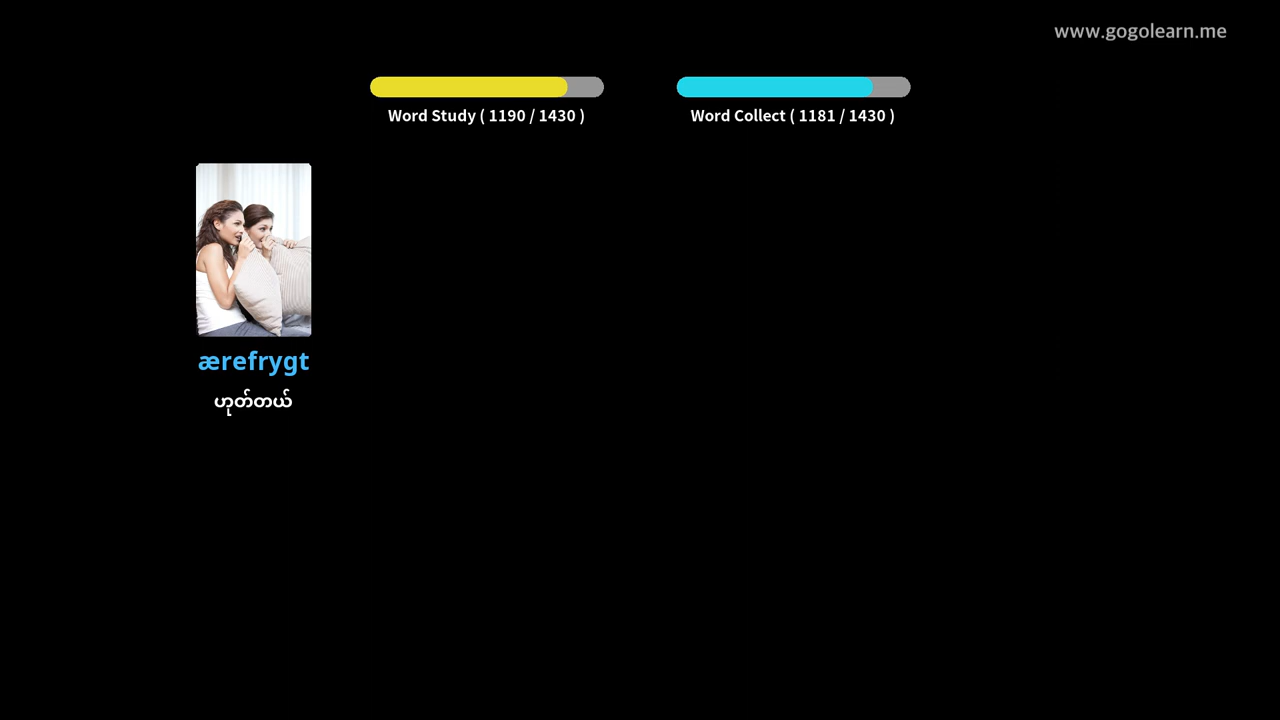 www.gogolearn.me
Word Study ( 1190 / 1430 )
Word Collect ( 1181 / 1430 )
ærefrygt
ဟုတ်တယ်